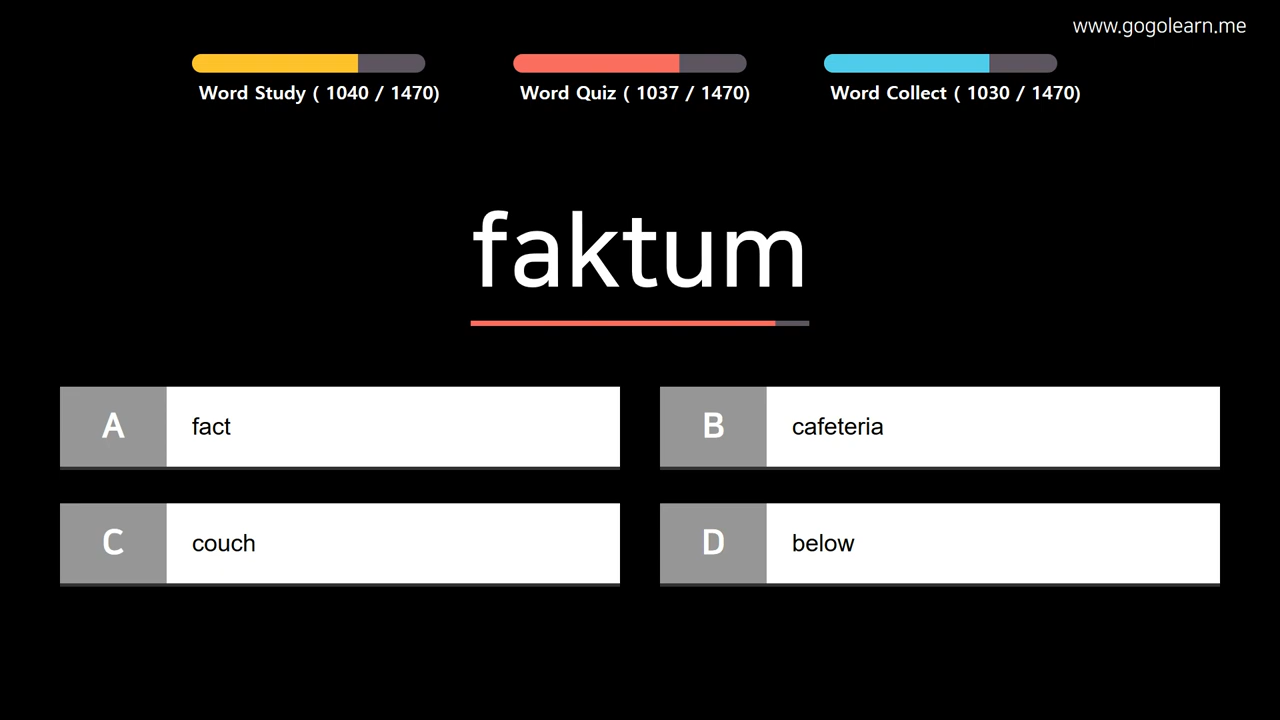 www.gogolearn.me
Word Study ( 1040 / 1470)
Word Quiz ( 1037 / 1470)
Word Collect ( 1030 / 1470)
faktum
A fact
B cafeteria
C couch
D below